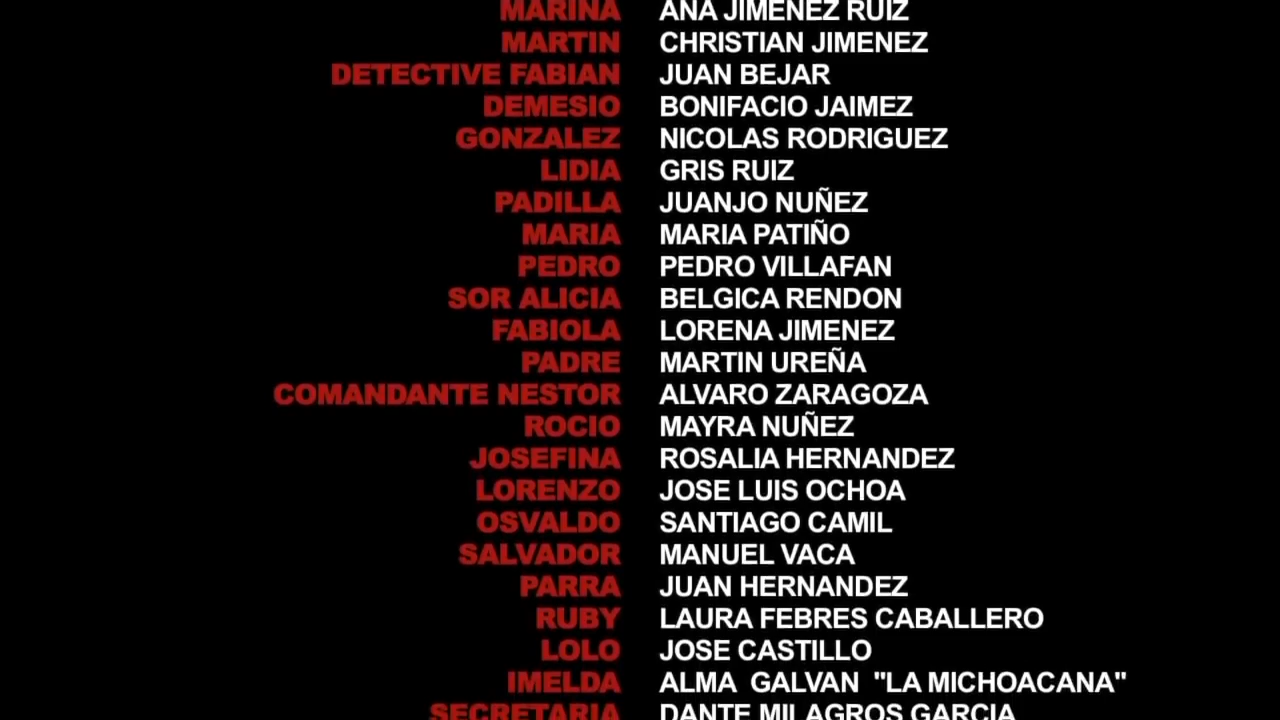 MARINA ANA JIMENEZ RUIZ
MARTIN CHRISTIAN JIMENEZ
DETECTIVE FABIAN JUAN BEJAR
DEMESIO BONIFACIO JAIMEZ
GONZALEZ NICOLAS RODRIGUEZ
LIDIA GRIS RUIZ
PADILLA JUANJO NUÑEZ
MARIA MARIA PATIÑO
PEDRO PEDRO VILLAFAN
SOR ALICIA BELGICA RENDON
FABIOLA LORENA JIMENEZ
PADRE MARTIN UREÑA
COMANDANTE NESTOR ALVARO ZARAGOZA
ROCIO MAYRA NUÑEZ
JOSEFINA ROSALIA HERNANDEZ
LORENZO JOSE LUIS OCHOA
OSVALDO SANTIAGO CAMIL
SALVADOR MANUEL VACA
PARRA JUAN HERNANDEZ
RUBY LAURA FEBRES CABALLERO
LOLO JOSE CASTILLO
IMELDA ALMA GALVAN "LA MICHOACANA"
SECRETARIA DANTE MILAGROS GARCIA